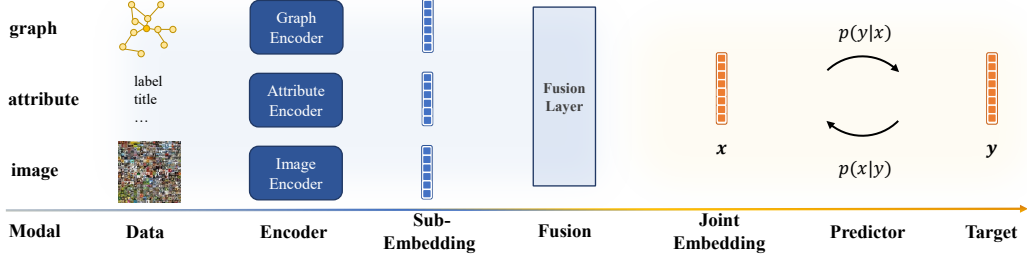 graph
Graph
Encoder
p(y|x)
attribute
label
title
...
Attribute
Encoder
Fusion
Layer
x
y
image
Image
Encoder
p(x|y)
Modal
Data
Encoder
Sub-
Embedding
Fusion
Joint
Embedding
Predictor
Target